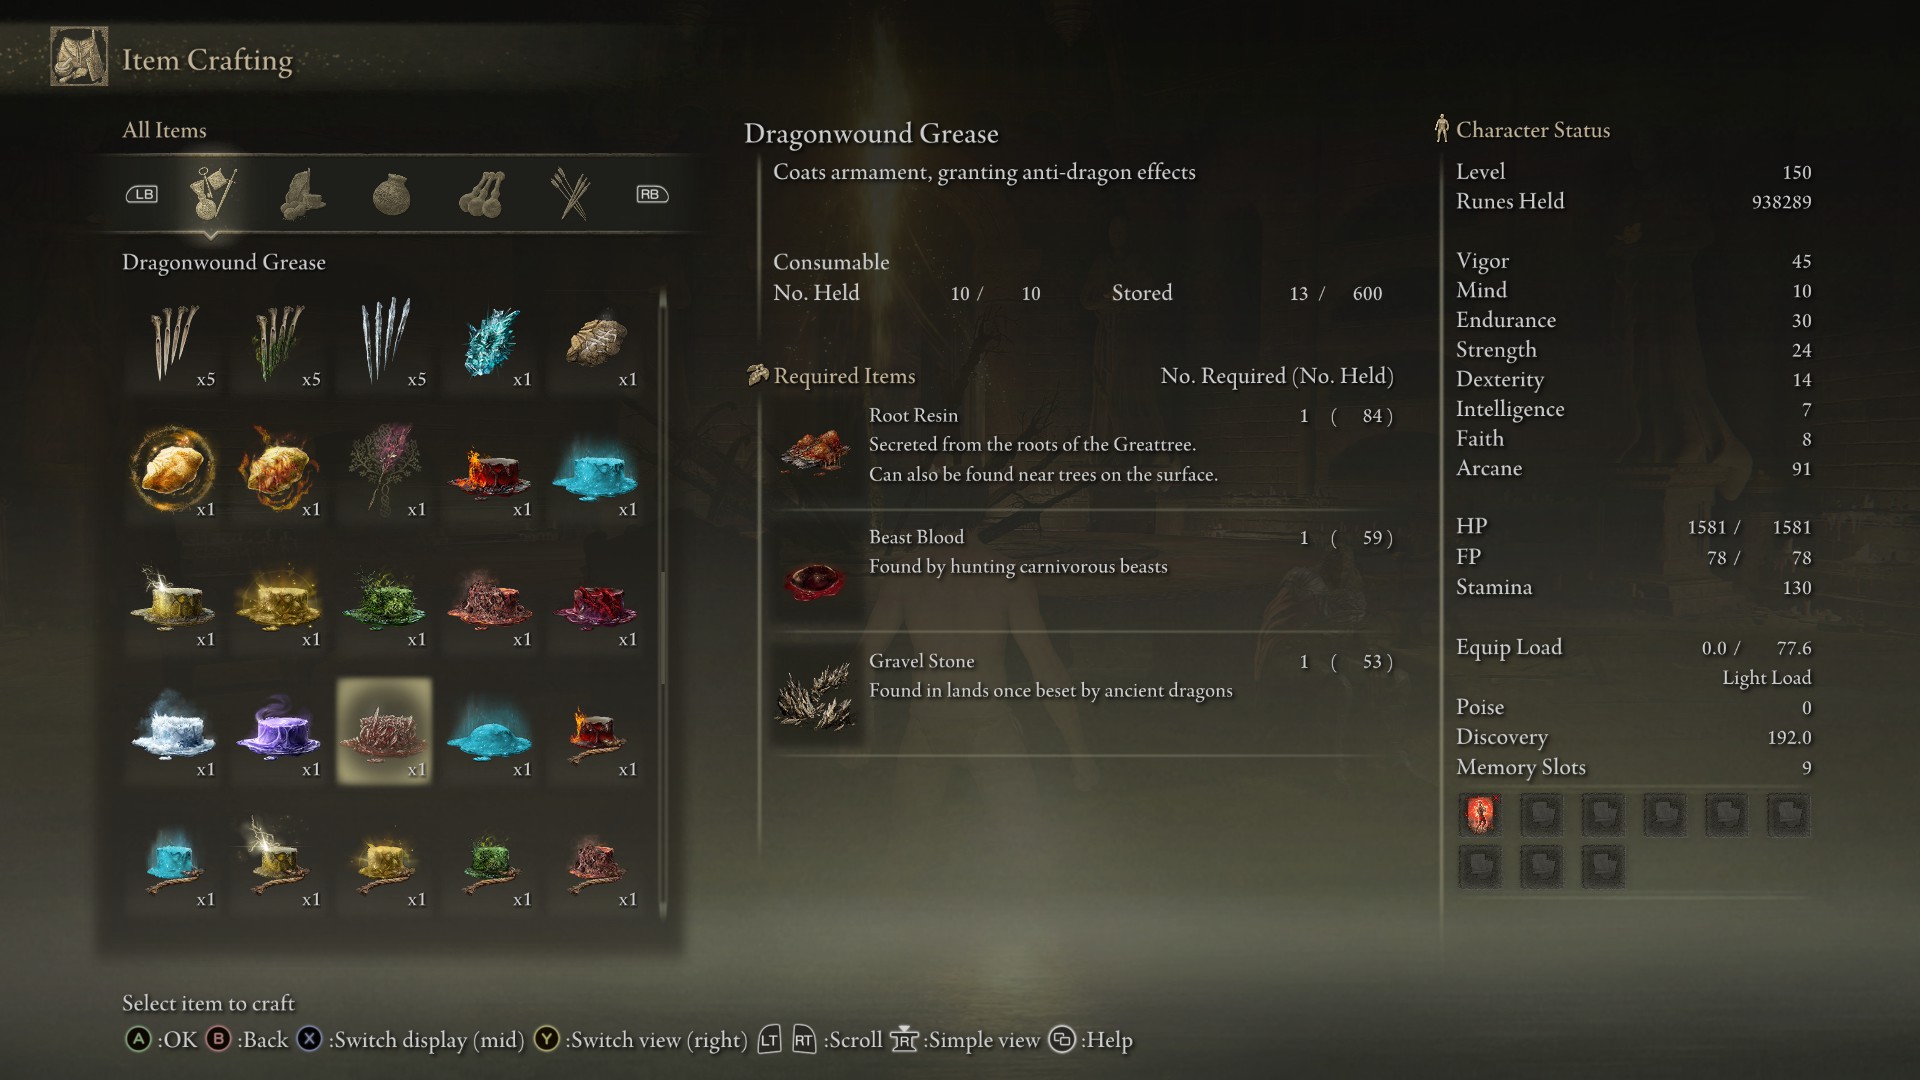 Item Crafting
All Items
LB
RB
Dragonwound Grease
x5 x5 x5 x1 x1
x1 x1 x1 x1 x1
x1 x1 x1 x1 x1
x1 x1 x1 x1 x1
x1 x1 x1 x1 x1
Dragonwound Grease
Coats armament, granting anti-dragon effects
Consumable
No. Held 10 / 10 Stored 13 / 600
Required Items No. Required (No. Held)
Root Resin 1 ( 84 )
Secreted from the roots of the Greattree.
Can also be found near trees on the surface.
Beast Blood 1 ( 59 )
Found by hunting carnivorous beasts
Gravel Stone 1 ( 53 )
Found in lands once beset by ancient dragons
Character Status
Level 150
Runes Held 938289
Vigor 45
Mind 10
Endurance 30
Strength 24
Dexterity 14
Intelligence 7
Faith 8
Arcane 91
HP 1581 / 1581
FP 78 / 78
Stamina 130
Equip Load 0.0 / 77.6
Light Load
Poise 0
Discovery 192.0
Memory Slots 9
Select item to craft
A :OK B :Back X :Switch display (mid) Y :Switch view (right) LT RT :Scroll R :Simple view :Help